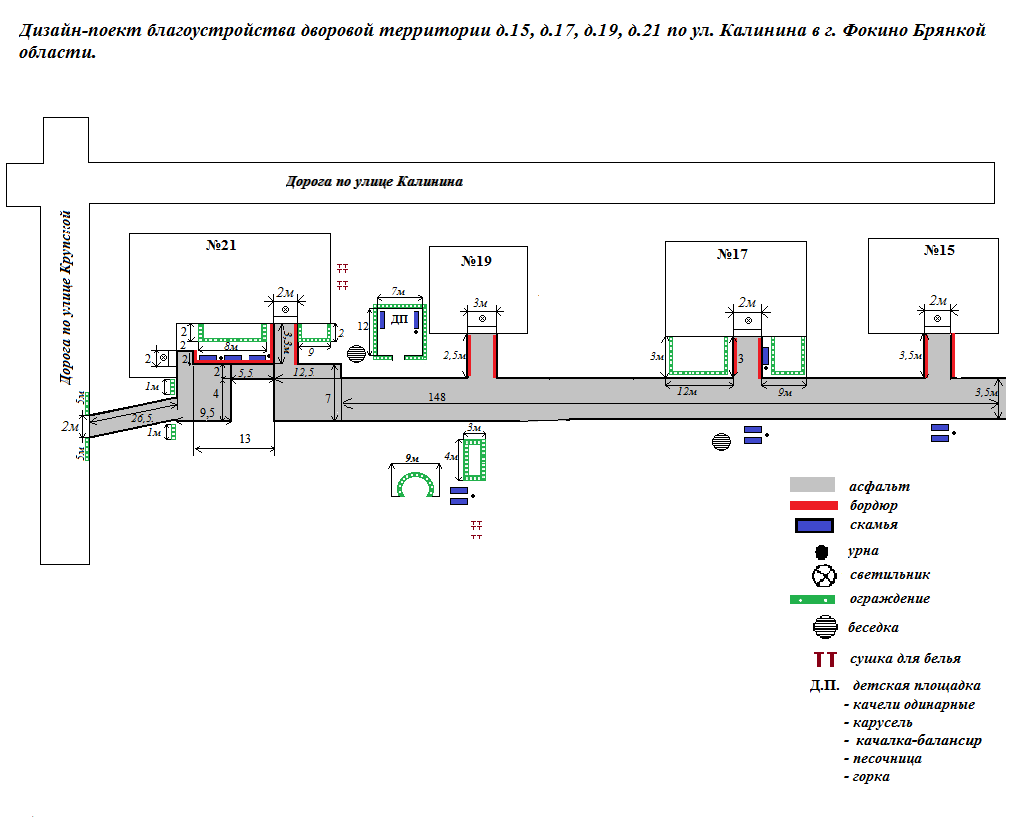 Дизайн-поект благоустройства дворовой территории д.15, д.17, д.19, д.21 по ул. Калинина в г. Фокино Брянкой
области.
Дорога по улице Калинина
Дорога по улице Крупской
№21
№19
№17
№15
2м
7м
3м
2м
2м
ДП
12
2
2
8м
3,3м
2
9
2
2
2,5м
3м
3
3,5м
1м
2
5,5
12,5
12м
9м
3,5м
5м
4
7
148
2м
26,5
9,5
1м
5м
13
3м
4м
9м
асфальт
бордюр
скамья
урна
светильник
ограждение
беседка
сушка для белья
Д.П. детская площадка
- качели одинарные
- карусель
- качалка-балансир
- песочница
- горка